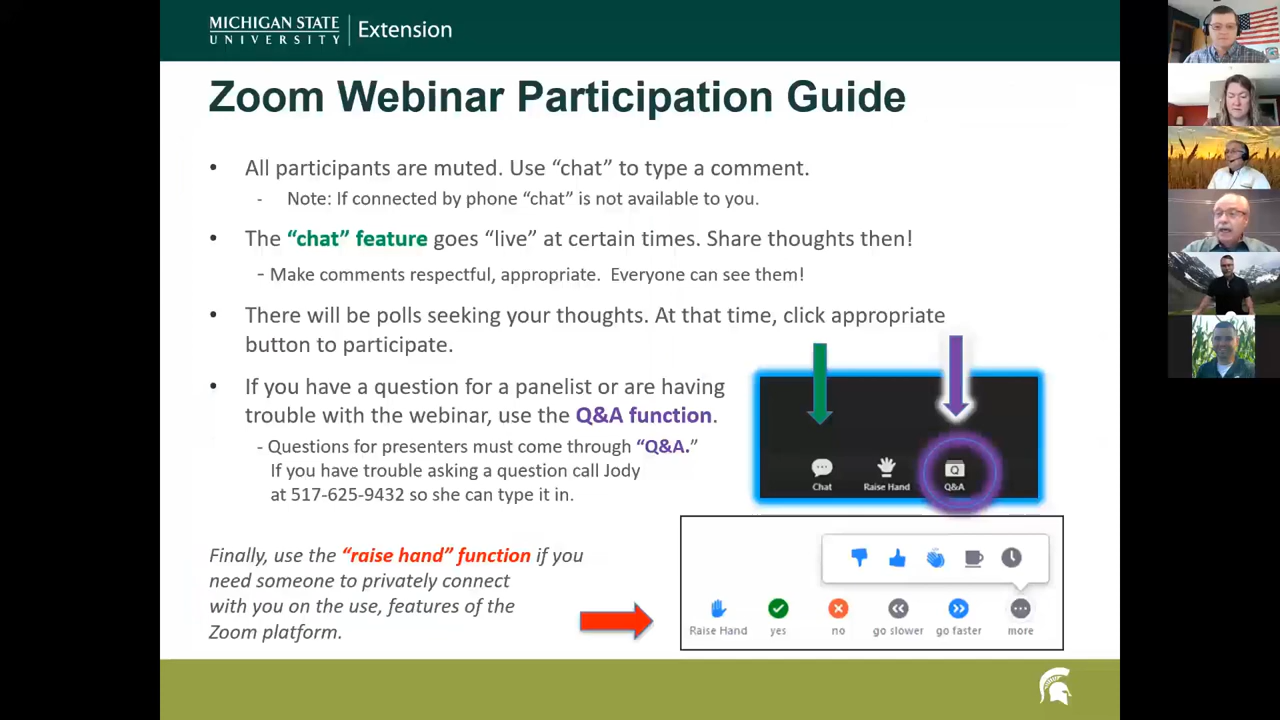 MICHIGAN STATE
UNIVERSITY
Extension
Zoom Webinar Participation Guide
• All participants are muted. Use “chat” to type a comment.
- Note: If connected by phone “chat” is not available to you.
• The “chat” feature goes “live” at certain times. Share thoughts then!
- Make comments respectful, appropriate. Everyone can see them!
• There will be polls seeking your thoughts. At that time, click appropriate
button to participate.
• If you have a question for a panelist or are having
trouble with the webinar, use the Q&A function.
- Questions for presenters must come through “Q&A.”
If you have trouble asking a question call Jody
at 517-625-9432 so she can type it in.
Chat
Raise Hand
Q
Q&A
Finally, use the “raise hand” function if you
need someone to privately connect
with you on the use, features of the
Zoom platform.
Raise Hand
yes
no
go slower
go faster
more